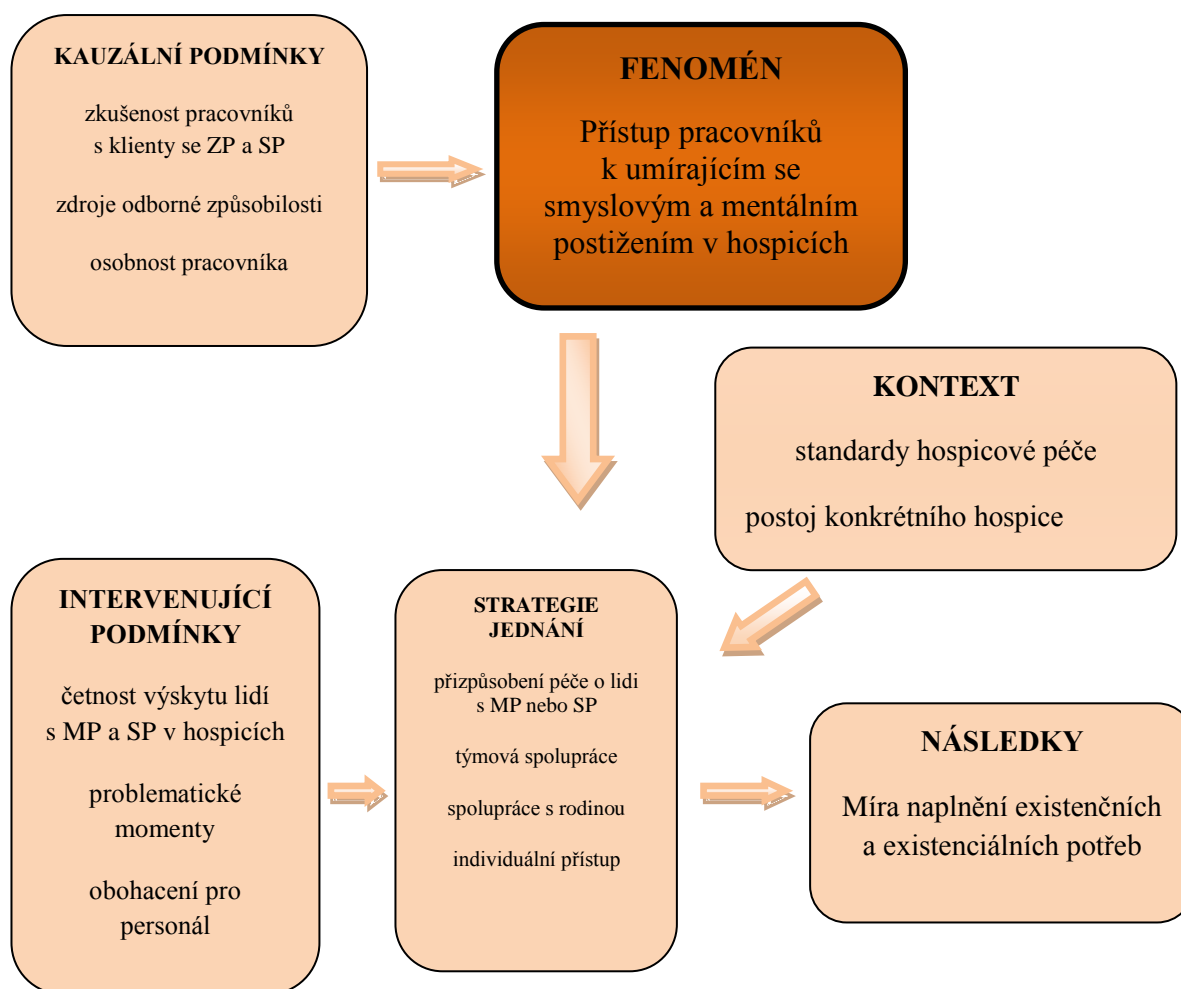 KAUZÁLNÍ PODMÍNKY
zkušenost pracovníků
s klienty se ZP a SP
zdroje odborné způsobilosti
osobnost pracovníka
FENOMÉN
Přístup pracovníků
k umírajícím se
smyslovým a mentálním
postižením v hospicích
KONTEXT
standardy hospicové péče
postoj konkrétního hospice
INTERVENUJÍCÍ
PODMÍNKY
četnost výskytu lidí
s MP a SP v hospicích
problematické
momenty
obohacení pro
personál
STRATEGIE
JEDNÁNÍ
přizpůsobení péče o lidi
s MP nebo SP
týmová spolupráce
spolupráce s rodinou
individuální přístup
NÁSLEDKY
Míra naplnění existenčních
a existenciálních potřeb